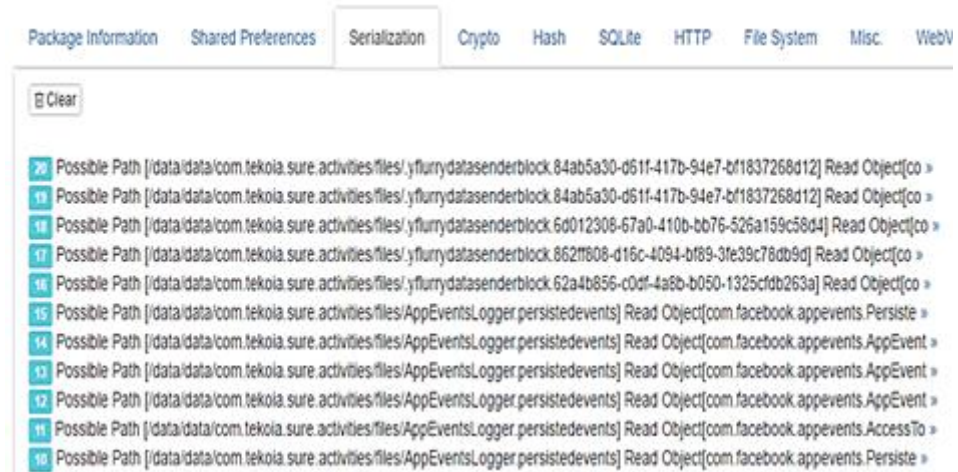 Package Information Shared Preferences Serialization Crypto Hash SQLite HTTP File System Misc. WebV
Clear
20 Possible Path [/data/data/com.tekoia.sure.activities/files/.yflurrydatasenderblock.84ab5a30-d61f-417b-94e7-bf1837268d12] Read Object[co »
19 Possible Path [/data/data/com.tekoia.sure.activities/files/.yflurrydatasenderblock.84ab5a30-d61f-417b-94e7-bf1837268d12] Read Object[co »
18 Possible Path [/data/data/com.tekoia.sure.activities/files/.yflurrydatasenderblock.6d012308-67a0-410b-bb76-526a159c58d4] Read Object[co »
17 Possible Path [/data/data/com.tekoia.sure.activities/files/.yflurrydatasenderblock.862ff808-d16c-4094-bf89-3fe39c78db9d] Read Object[co »
16 Possible Path [/data/data/com.tekoia.sure.activities/files/.yflurrydatasenderblock.62a4b856-c0df-4a8b-b050-1325cfdb263a] Read Object[co »
15 Possible Path [/data/data/com.tekoia.sure.activities/files/AppEventsLogger.persistedevents] Read Object[com.facebook.appevents.Persiste »
14 Possible Path [/data/data/com.tekoia.sure.activities/files/AppEventsLogger.persistedevents] Read Object[com.facebook.appevents.AppEvent »
13 Possible Path [/data/data/com.tekoia.sure.activities/files/AppEventsLogger.persistedevents] Read Object[com.facebook.appevents.AppEvent »
12 Possible Path [/data/data/com.tekoia.sure.activities/files/AppEventsLogger.persistedevents] Read Object[com.facebook.appevents.AppEvent »
11 Possible Path [/data/data/com.tekoia.sure.activities/files/AppEventsLogger.persistedevents] Read Object[com.facebook.appevents.AccessTo »
10 Possible Path [/data/data/com.tekoia.sure.activities/files/AppEventsLogger.persistedevents] Read Object[com.facebook.appevents.Persiste »